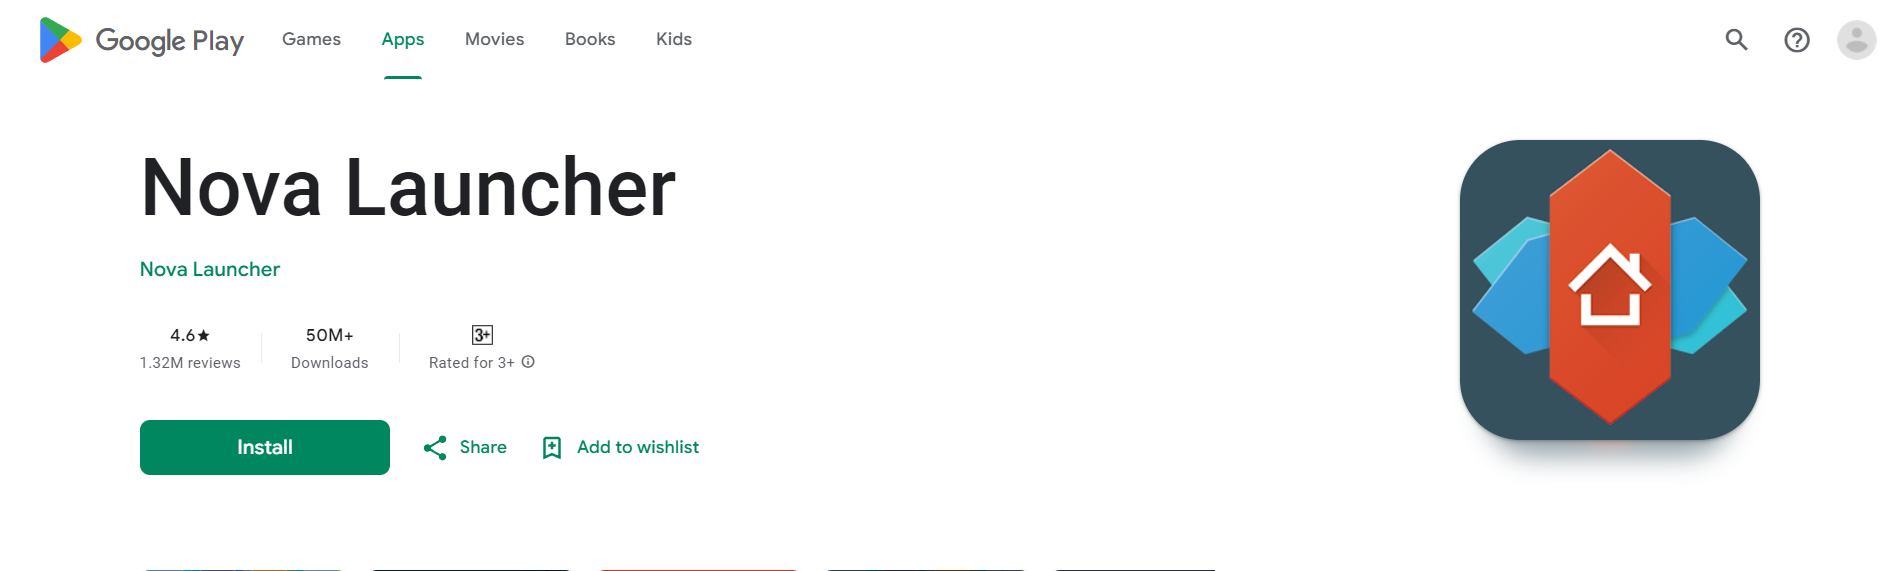 Google Play Games Apps Movies Books Kids
Nova Launcher
Nova Launcher
4.6★ 50M+ 3+
1.32M reviews Downloads Rated for 3+
Install Share Add to wishlist